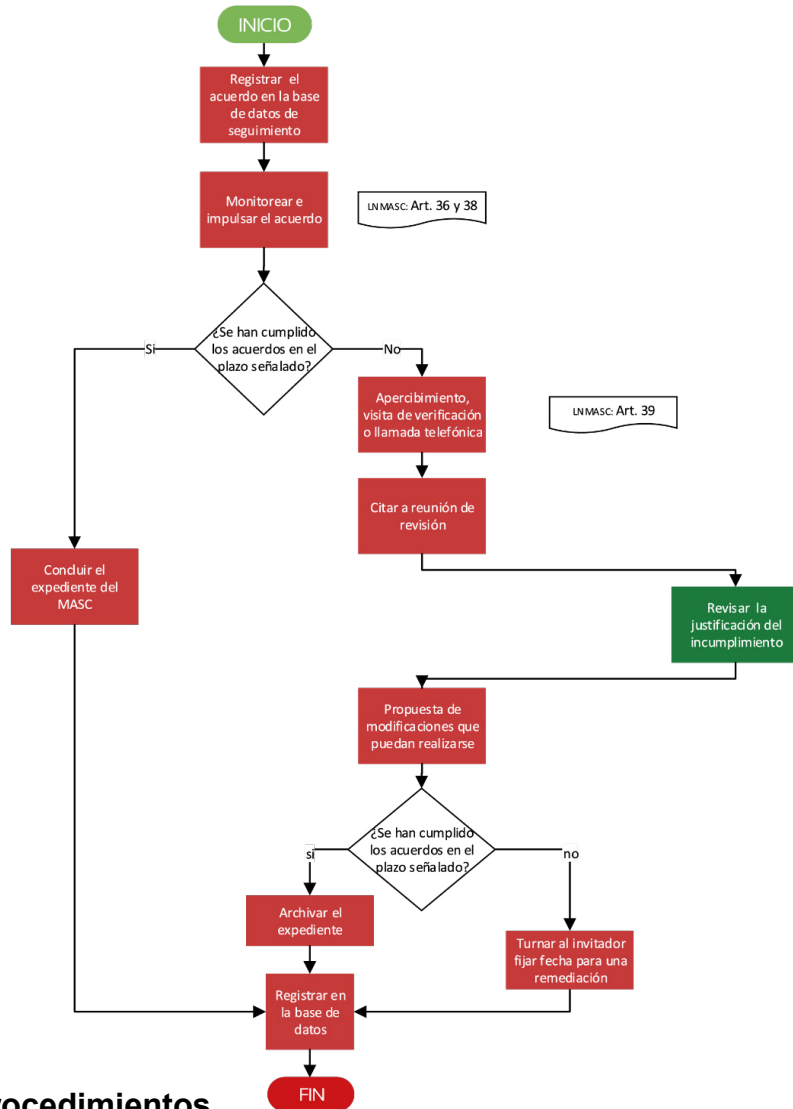 INICIO
Registrar el
acuerdo en la base
de datos de
seguimiento
Monitorear e
impulsar el acuerdo
LNMASC: Art. 36 y 38
¿Se han cumplido
los acuerdos en el
plazo señalado?
Si
No
Apercibimiento,
visita de verificación
o llamada telefónica
LNMASC: Art. 39
Citar a reunión de
revisión
Concluir el
expediente del
MASC
Revisar la
justificación del
incumplimiento
Propuesta de
modificaciones que
puedan realizarse
¿Se han cumplido
los acuerdos en el
plazo señalado?
si
no
Archivar el
expediente
Turnar al invitador
fijar fecha para una
remediación
Registrar en
la base de
datos
FIN
rocedimientos